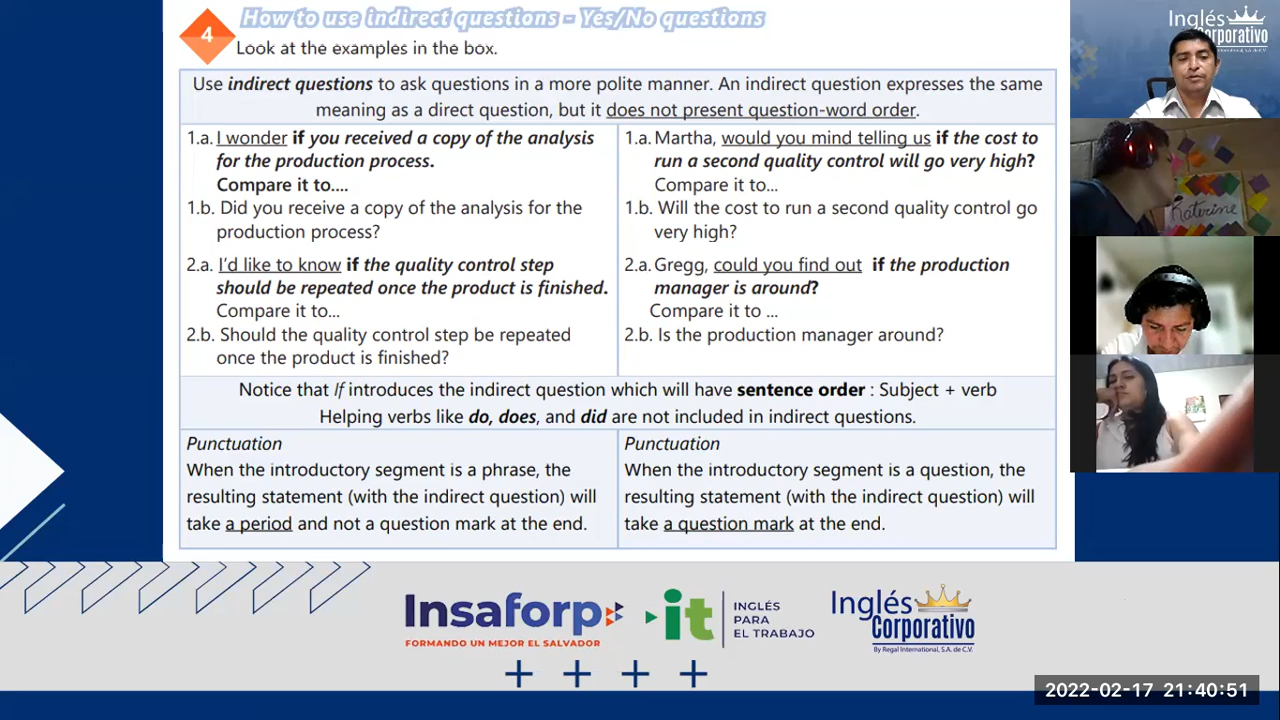 How to use indirect questions - Yes/No questions
4
Look at the examples in the box.
Use indirect questions to ask questions in a more polite manner. An indirect question expresses the same
meaning as a direct question, but it does not present question-word order.
1.a. I wonder if you received a copy of the analysis
for the production process.
Compare it to....
1.b. Did you receive a copy of the analysis for the
production process?
2.a. I'd like to know if the quality control step
should be repeated once the product is finished.
Compare it to...
2.b. Should the quality control step be repeated
once the product is finished?
1.a. Martha, would you mind telling us if the cost to
run a second quality control will go very high?
Compare it to...
1.b. Will the cost to run a second quality control go
very high?
2.a. Gregg, could you find out if the production
manager is around?
Compare it to ...
2.b. Is the production manager around?
Notice that If introduces the indirect question which will have sentence order : Subject + verb
Helping verbs like do, does, and did are not included in indirect questions.
Punctuation
When the introductory segment is a phrase, the
resulting statement (with the indirect question) will
take a period and not a question mark at the end.
Punctuation
When the introductory segment is a question, the
resulting statement (with the indirect question) will
take a question mark at the end.
Inglés
Corporativo
Katerine
Insaforp
FORMANDO UN MEJOR EL SALVADOR
it
INGLÉS
PARA
EL TRABAJO
Inglés
Corporativo
By Regal International, S.A. de C.V.
2022-02-17 21:40:51